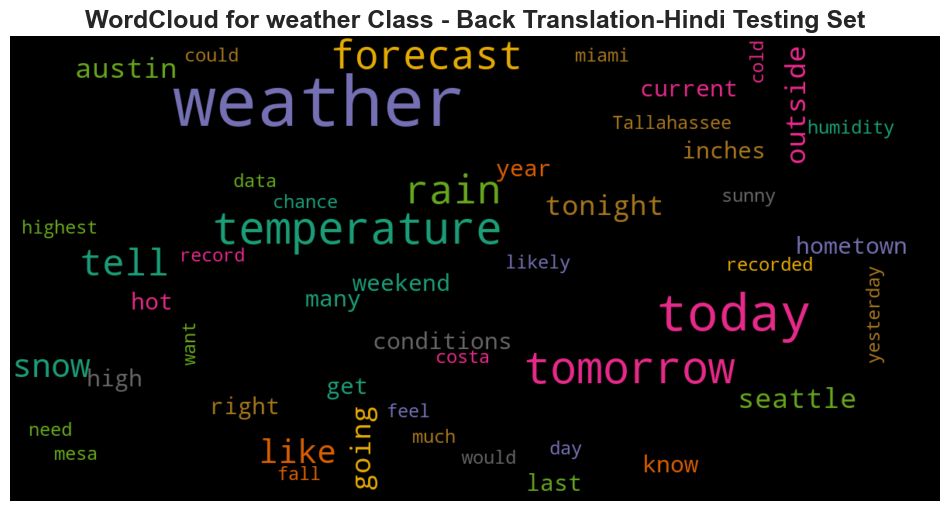 WordCloud for weather Class - Back Translation-Hindi Testing Set
austin
could
forecast
miami
cold
outside
weather
current
Tallahassee
humidity
inches
year
data
rain
chance
tonight
sunny
highest
temperature
tell
record
likely
hometown
recorded
weekend
hot
many
today
yesterday
want
conditions
costa
snow
high
tomorrow
get
right
seattle
going
feel
need
mesa
like
fall
much
would
day
know
last